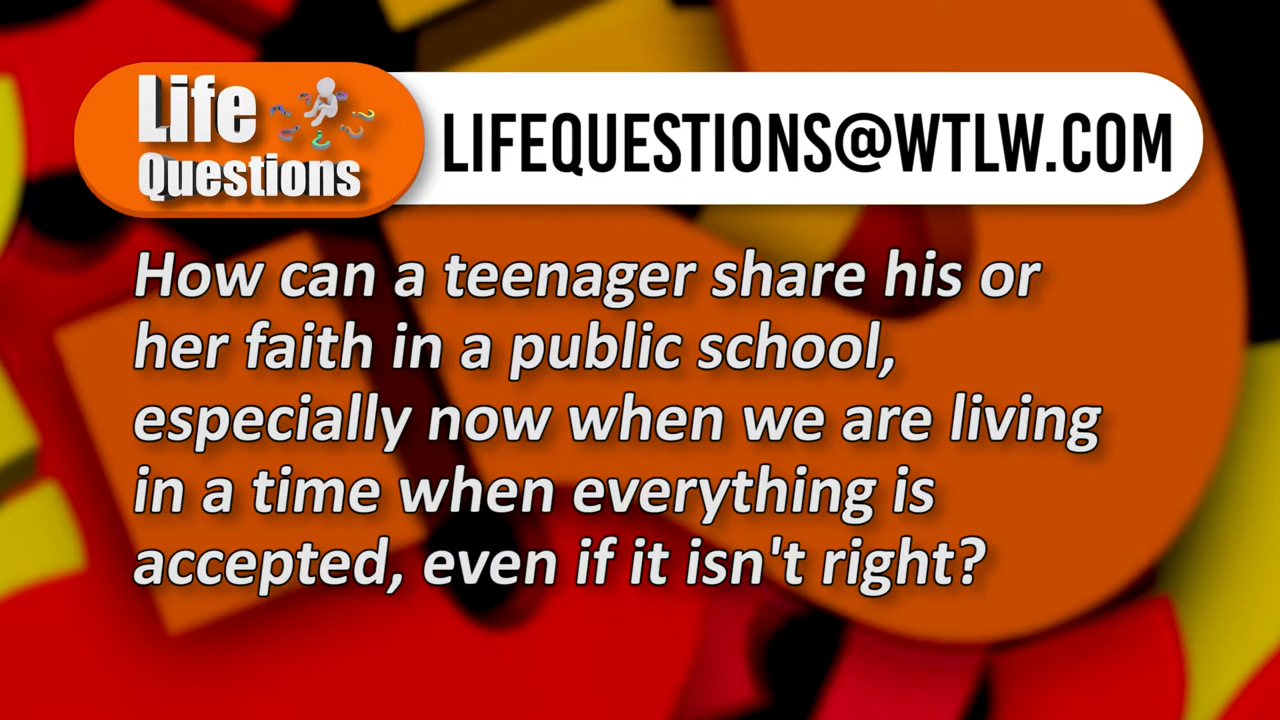 Life
Questions
LIFEQUESTIONS@WTLW.COM
How can a teenager share his or
her faith in a public school,
especially now when we are living
in a time when everything is
accepted, even if it isn't right?